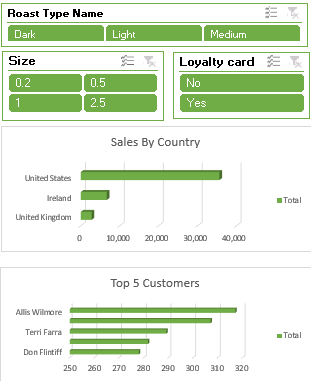 Roast Type Name
Dark Light Medium
Size
0.2 0.5
1 2.5
Loyalty card
No
Yes
Sales By Country
United States
Ireland
United Kingdom
Total
0 10,000 20,000 30,000 40,000
Top 5 Customers
Allis Wilmore
Terri Farra
Don Flintiff
Total
250 260 270 280 290 300 310 320